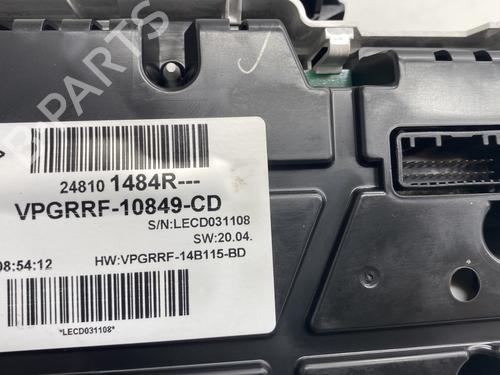 B-PARTS
24810 1484R---
VPGRRF-10849-CD
S/N:LECD031108
SW:20.04.
08:54:12 HW:VPGRRF-14B115-BD
*LECD031108*